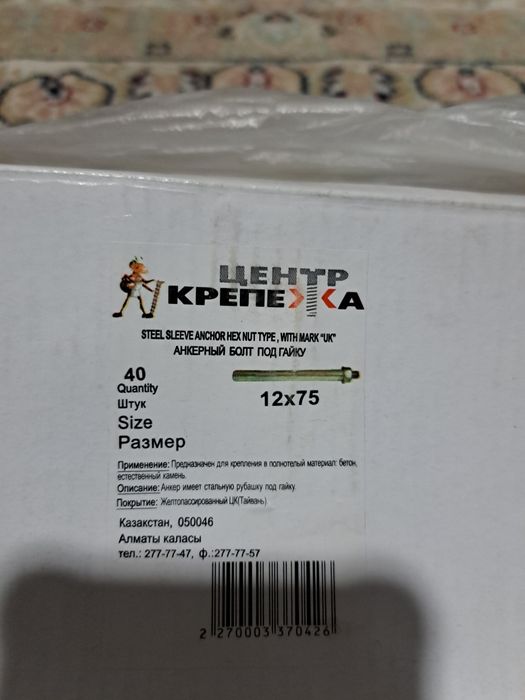 ЦЕНТР
КРЕПЕЖКА
STEEL SLEEVE ANCHOR HEX NUT TYPE, WITH MARK "UK"
АНКЕРНЫЙ БОЛТ ПОД ГАЙКУ
40
Quantity
Штук
12x75
Size
Размер
Применение: Предназначен для крепления в полнотелый материал: бетон,
естественный камень.
Описание: Анкер имеет стальную рубашку под гайку.
Покрытие: Желтопассированный ЦК(Тайвань)
Казахстан, 050046
Алматы каласы
тел.: 277-77-47, ф.:277-77-57
2 270003 370426